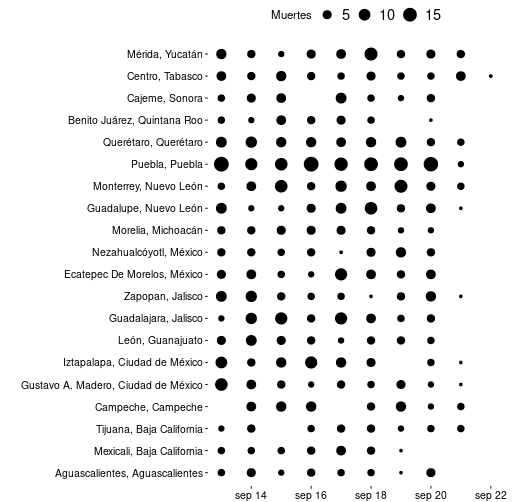 Muertes 5 10 15
Mérida, Yucatán
Centro, Tabasco
Cajeme, Sonora
Benito Juárez, Quintana Roo
Querétaro, Querétaro
Puebla, Puebla
Monterrey, Nuevo León
Guadalupe, Nuevo León
Morelia, Michoacán
Nezahualcóyotl, México
Ecatepec De Morelos, México
Zapopan, Jalisco
Guadalajara, Jalisco
León, Guanajuato
Iztapalapa, Ciudad de México
Gustavo A. Madero, Ciudad de México
Campeche, Campeche
Tijuana, Baja California
Mexicali, Baja California
Aguascalientes, Aguascalientes
sep 14 sep 16 sep 18 sep 20 sep 22